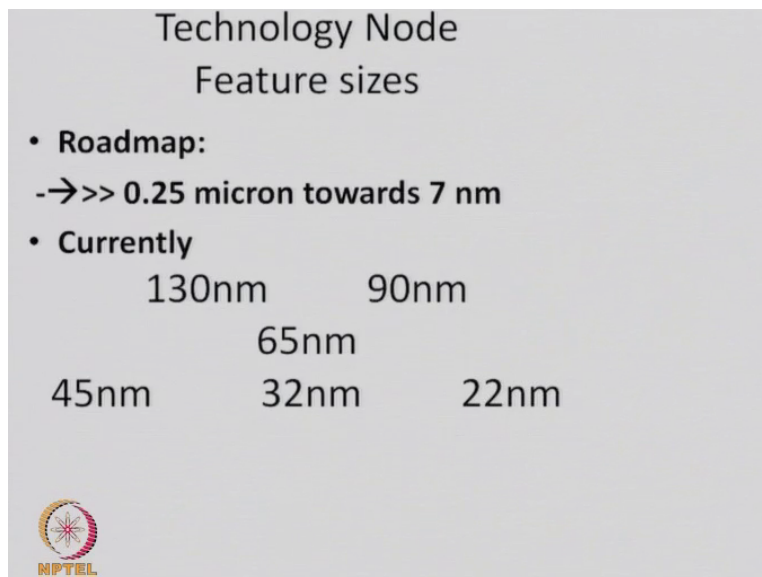 Technology Node
Feature sizes
• Roadmap:
-→>> 0.25 micron towards 7 nm
• Currently
130nm 90nm
65nm
45nm 32nm 22nm
NPTEL